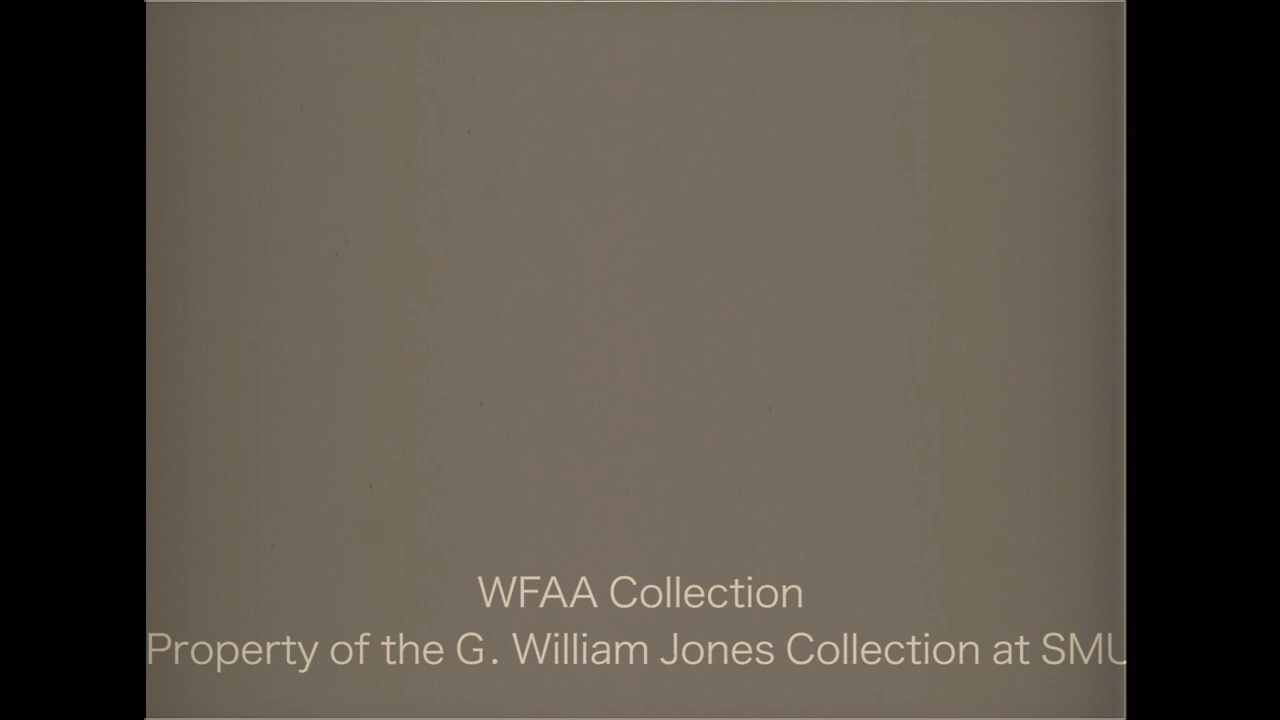 WFAA Collection
Property of the G. William Jones Collection at SMU